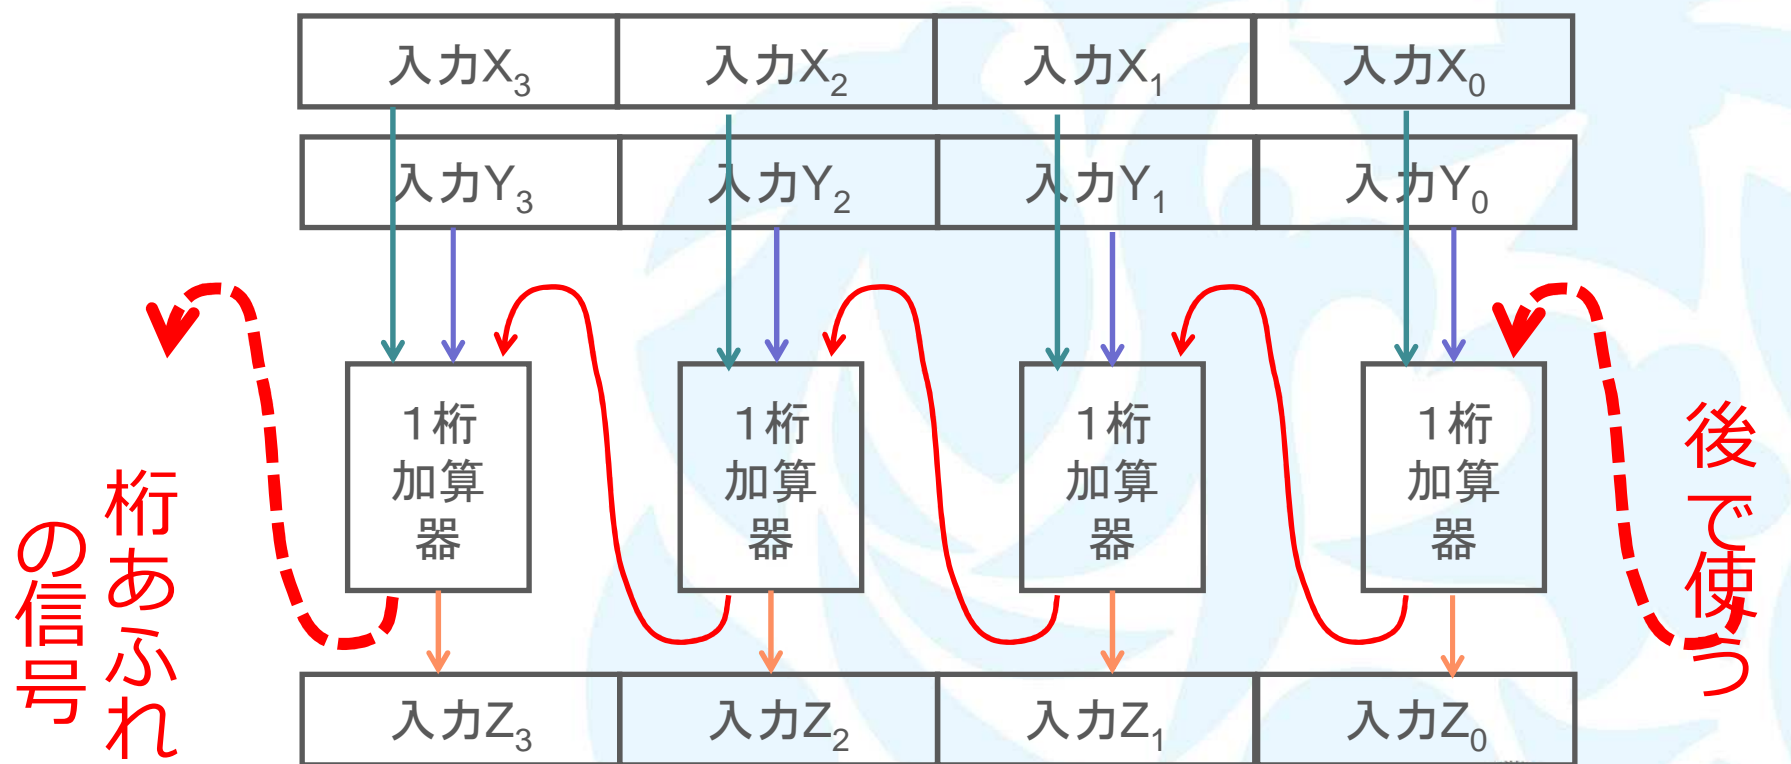 入力X3 入力X2 入力X1 入力X0
入力Y3 入力Y2 入力Y1 入力Y0
1桁
加算
器
1桁
加算
器
1桁
加算
器
1桁
加算
器
後で使う
桁あふれ
の信号
入力Z3 入力Z2 入力Z1 入力Z0